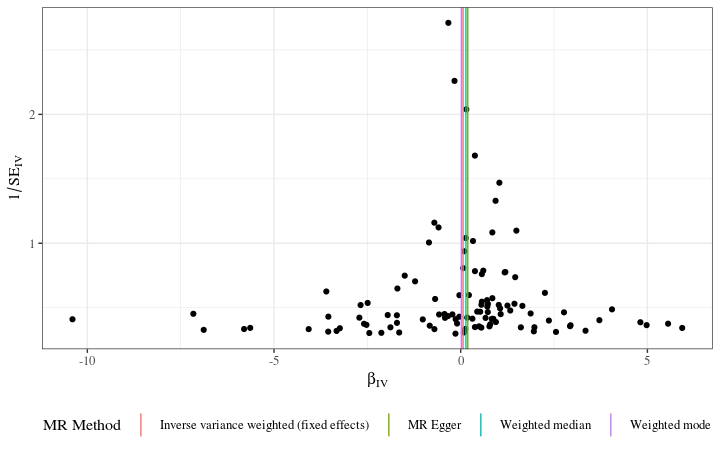 2
1
1/SE_IV
-10
-5
0
5
β_IV
MR Method Inverse variance weighted (fixed effects) MR Egger Weighted median Weighted mode